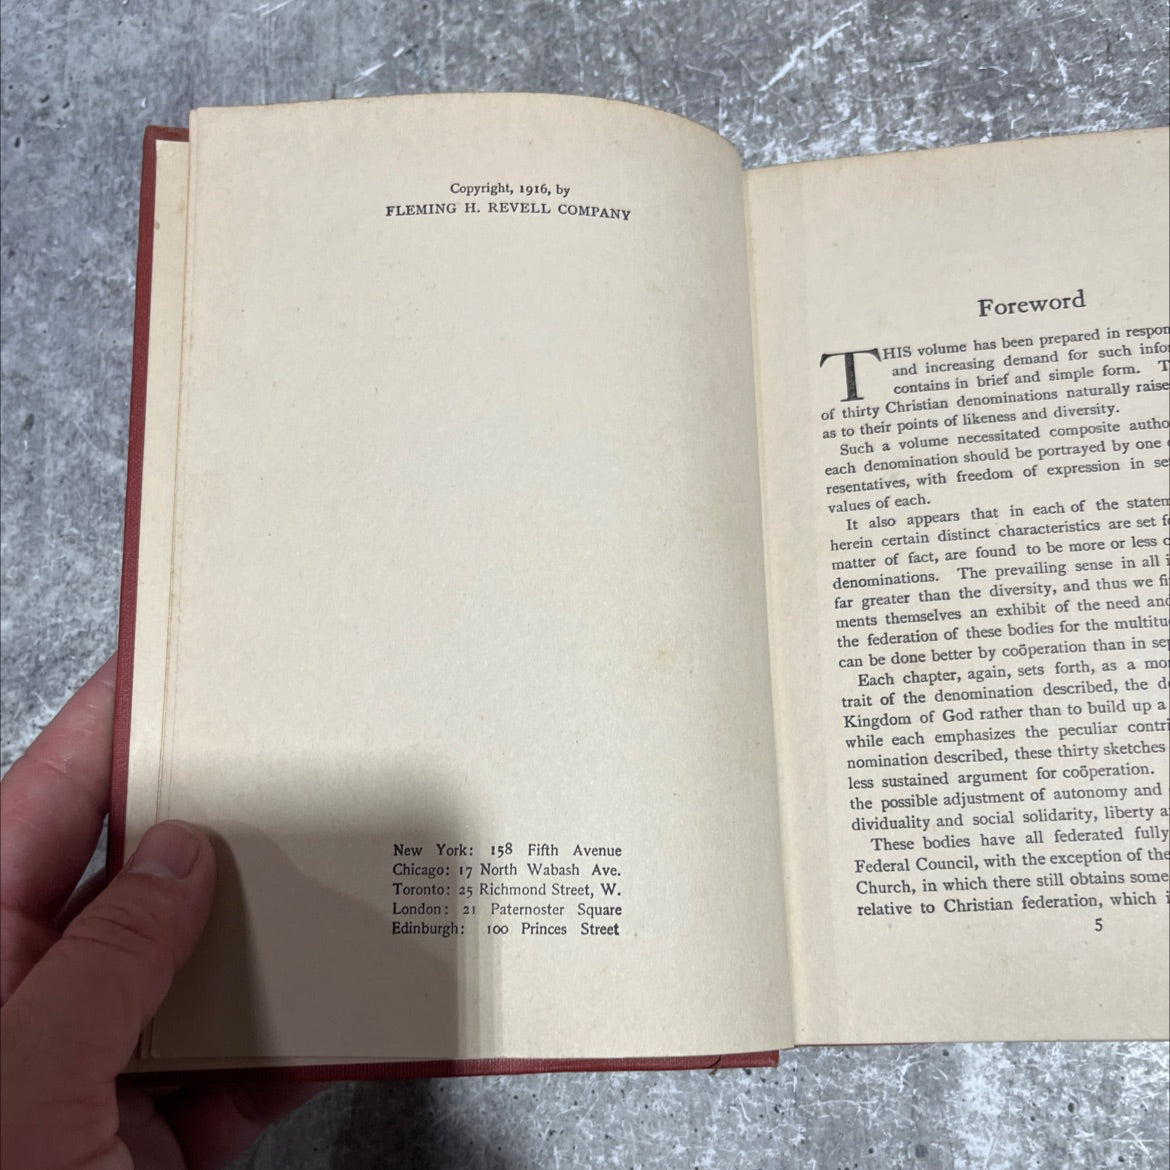 Copyright, 1916, by
FLEMING H. REVELL COMPANY
New York: 158 Fifth Avenue
Chicago: 17 North Wabash Ave.
Toronto: 25 Richmond Street, W.
London: 21 Paternoster Square
Edinburgh: 100 Princes Street
Foreword
THIS volume has been prepared in respon
and increasing demand for such infor
contains in brief and simple form. T
of thirty Christian denominations naturally raise
as to their points of likeness and diversity.
Such a volume necessitated composite autho
each denomination should be portrayed by one
resentatives, with freedom of expression in se
values of each.
It also appears that in each of the statem
herein certain distinct characteristics are set f
matter of fact, are found to be more or less c
denominations. The prevailing sense in all i
far greater than the diversity, and thus we fi
ments themselves an exhibit of the need and
the federation of these bodies for the multitu
can be done better by coöperation than in se
Each chapter, again, sets forth, as a mo
trait of the denomination described, the d
Kingdom of God rather than to build up a
while each emphasizes the peculiar contri
nomination described, these thirty sketches
less sustained argument for coöperation.
the possible adjustment of autonomy and
dividuality and social solidarity, liberty a
These bodies have all federated fully
Federal Council, with the exception of the
Church, in which there still obtains some
relative to Christian federation, which i
5